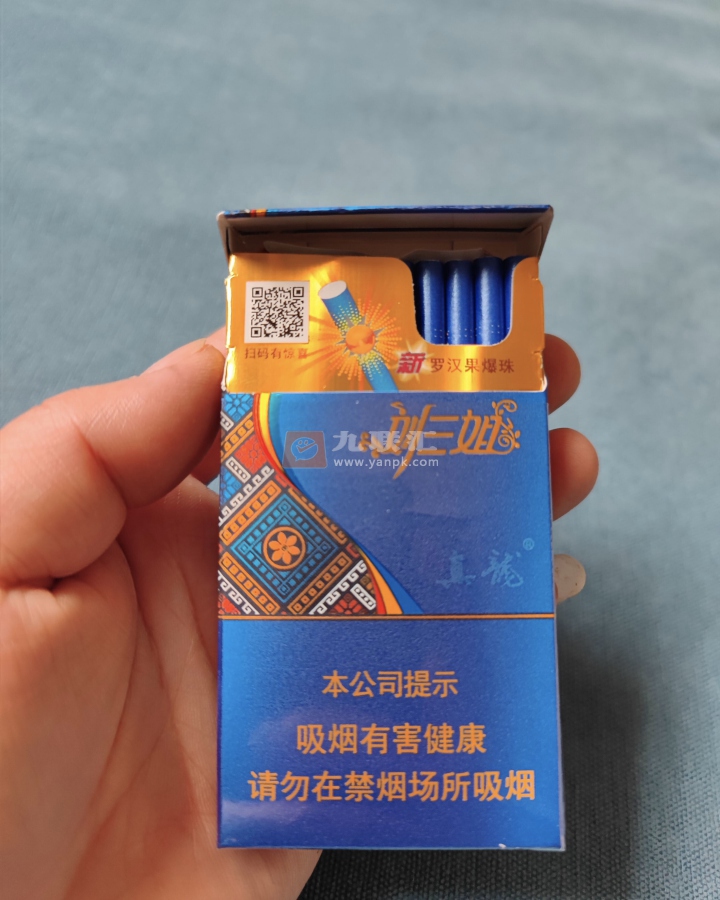 扫码有惊喜
新 罗汉果爆珠
刘三姐
九联汇
www.yanpk.com
真龍
本公司提示
吸烟有害健康
请勿在禁烟场所吸烟